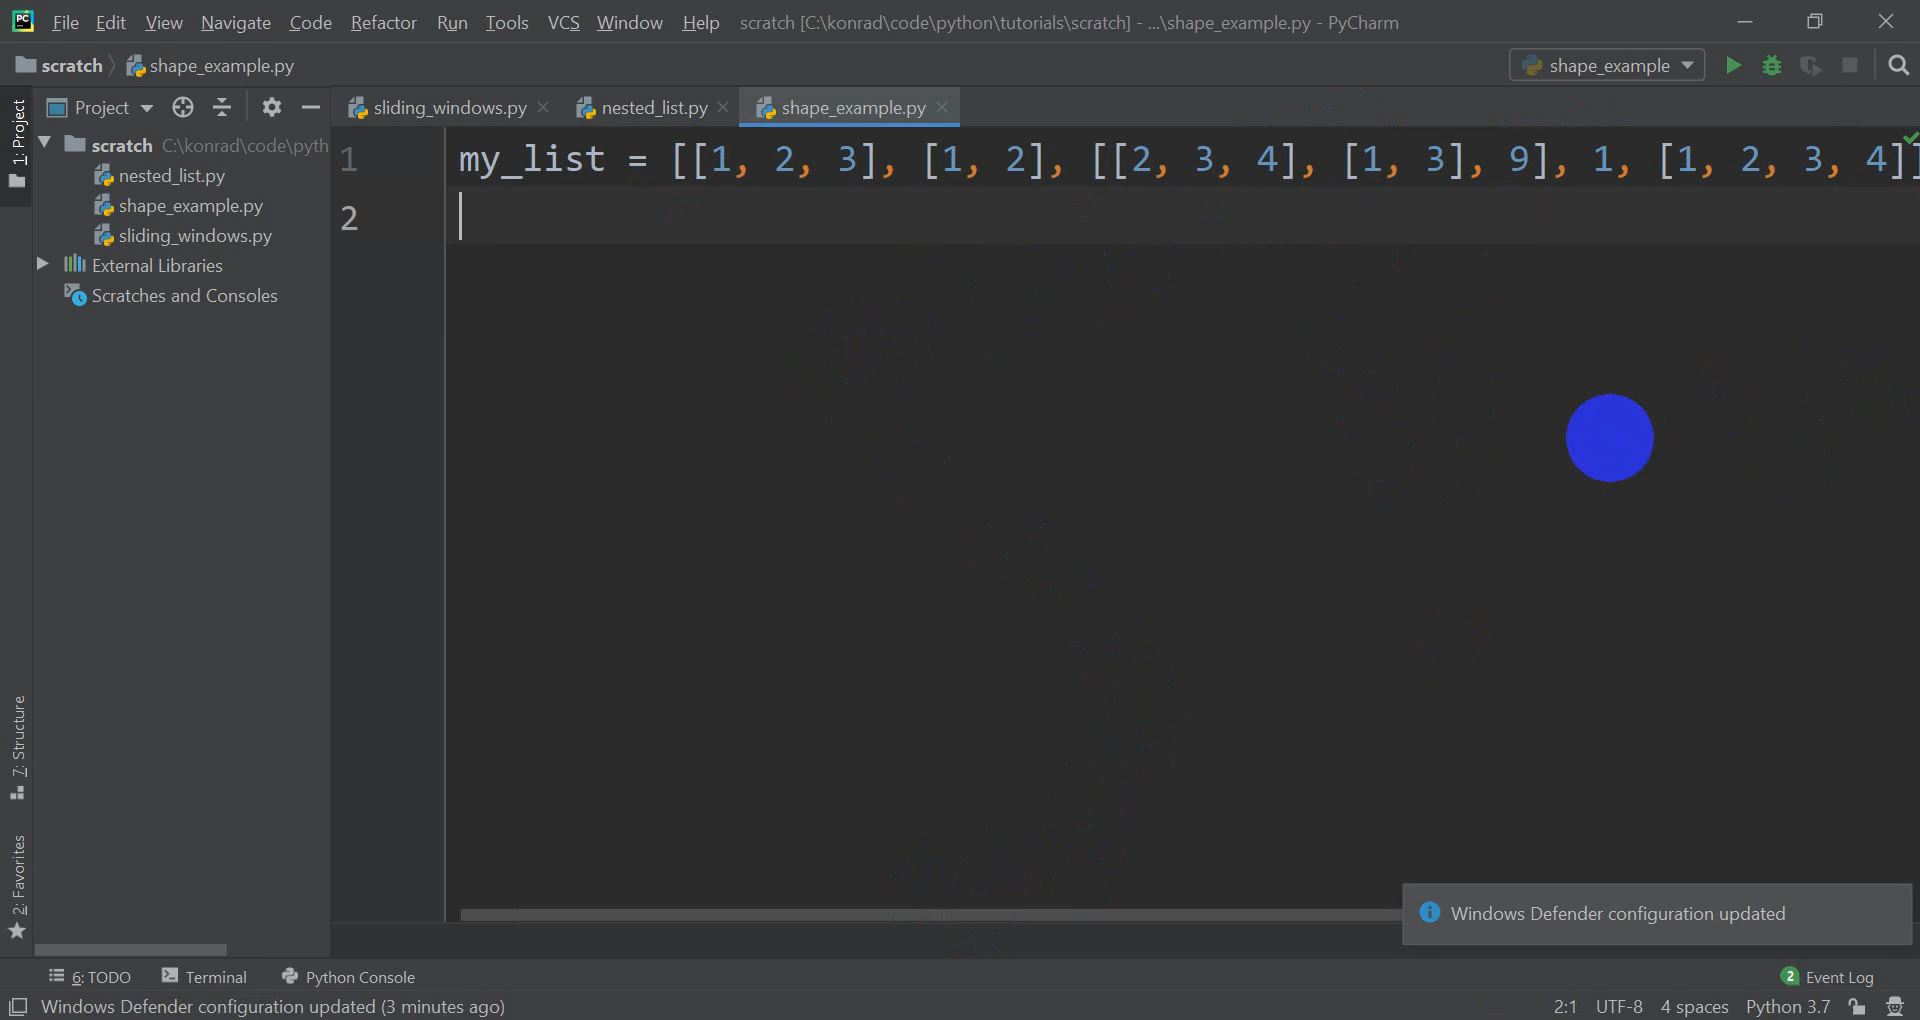 PC File Edit View Navigate Code Refactor Run Tools VCS Window Help scratch [C:\konrad\code\python\tutorials\scratch] - ...\shape_example.py - PyCharm
scratch shape_example.py shape_example
1: Project
Project sliding_windows.py nested_list.py shape_example.py
scratch C:\konrad\code\pyth
nested_list.py
shape_example.py
sliding_windows.py
External Libraries
Scratches and Consoles
1 my_list = [[1, 2, 3], [1, 2], [[2, 3, 4], [1, 3], 9], 1, [1, 2, 3, 4]]
2
7: Structure
2: Favorites
Windows Defender configuration updated
6: TODO Terminal Python Console 2 Event Log
Windows Defender configuration updated (3 minutes ago) 2:1 UTF-8 4 spaces Python 3.7